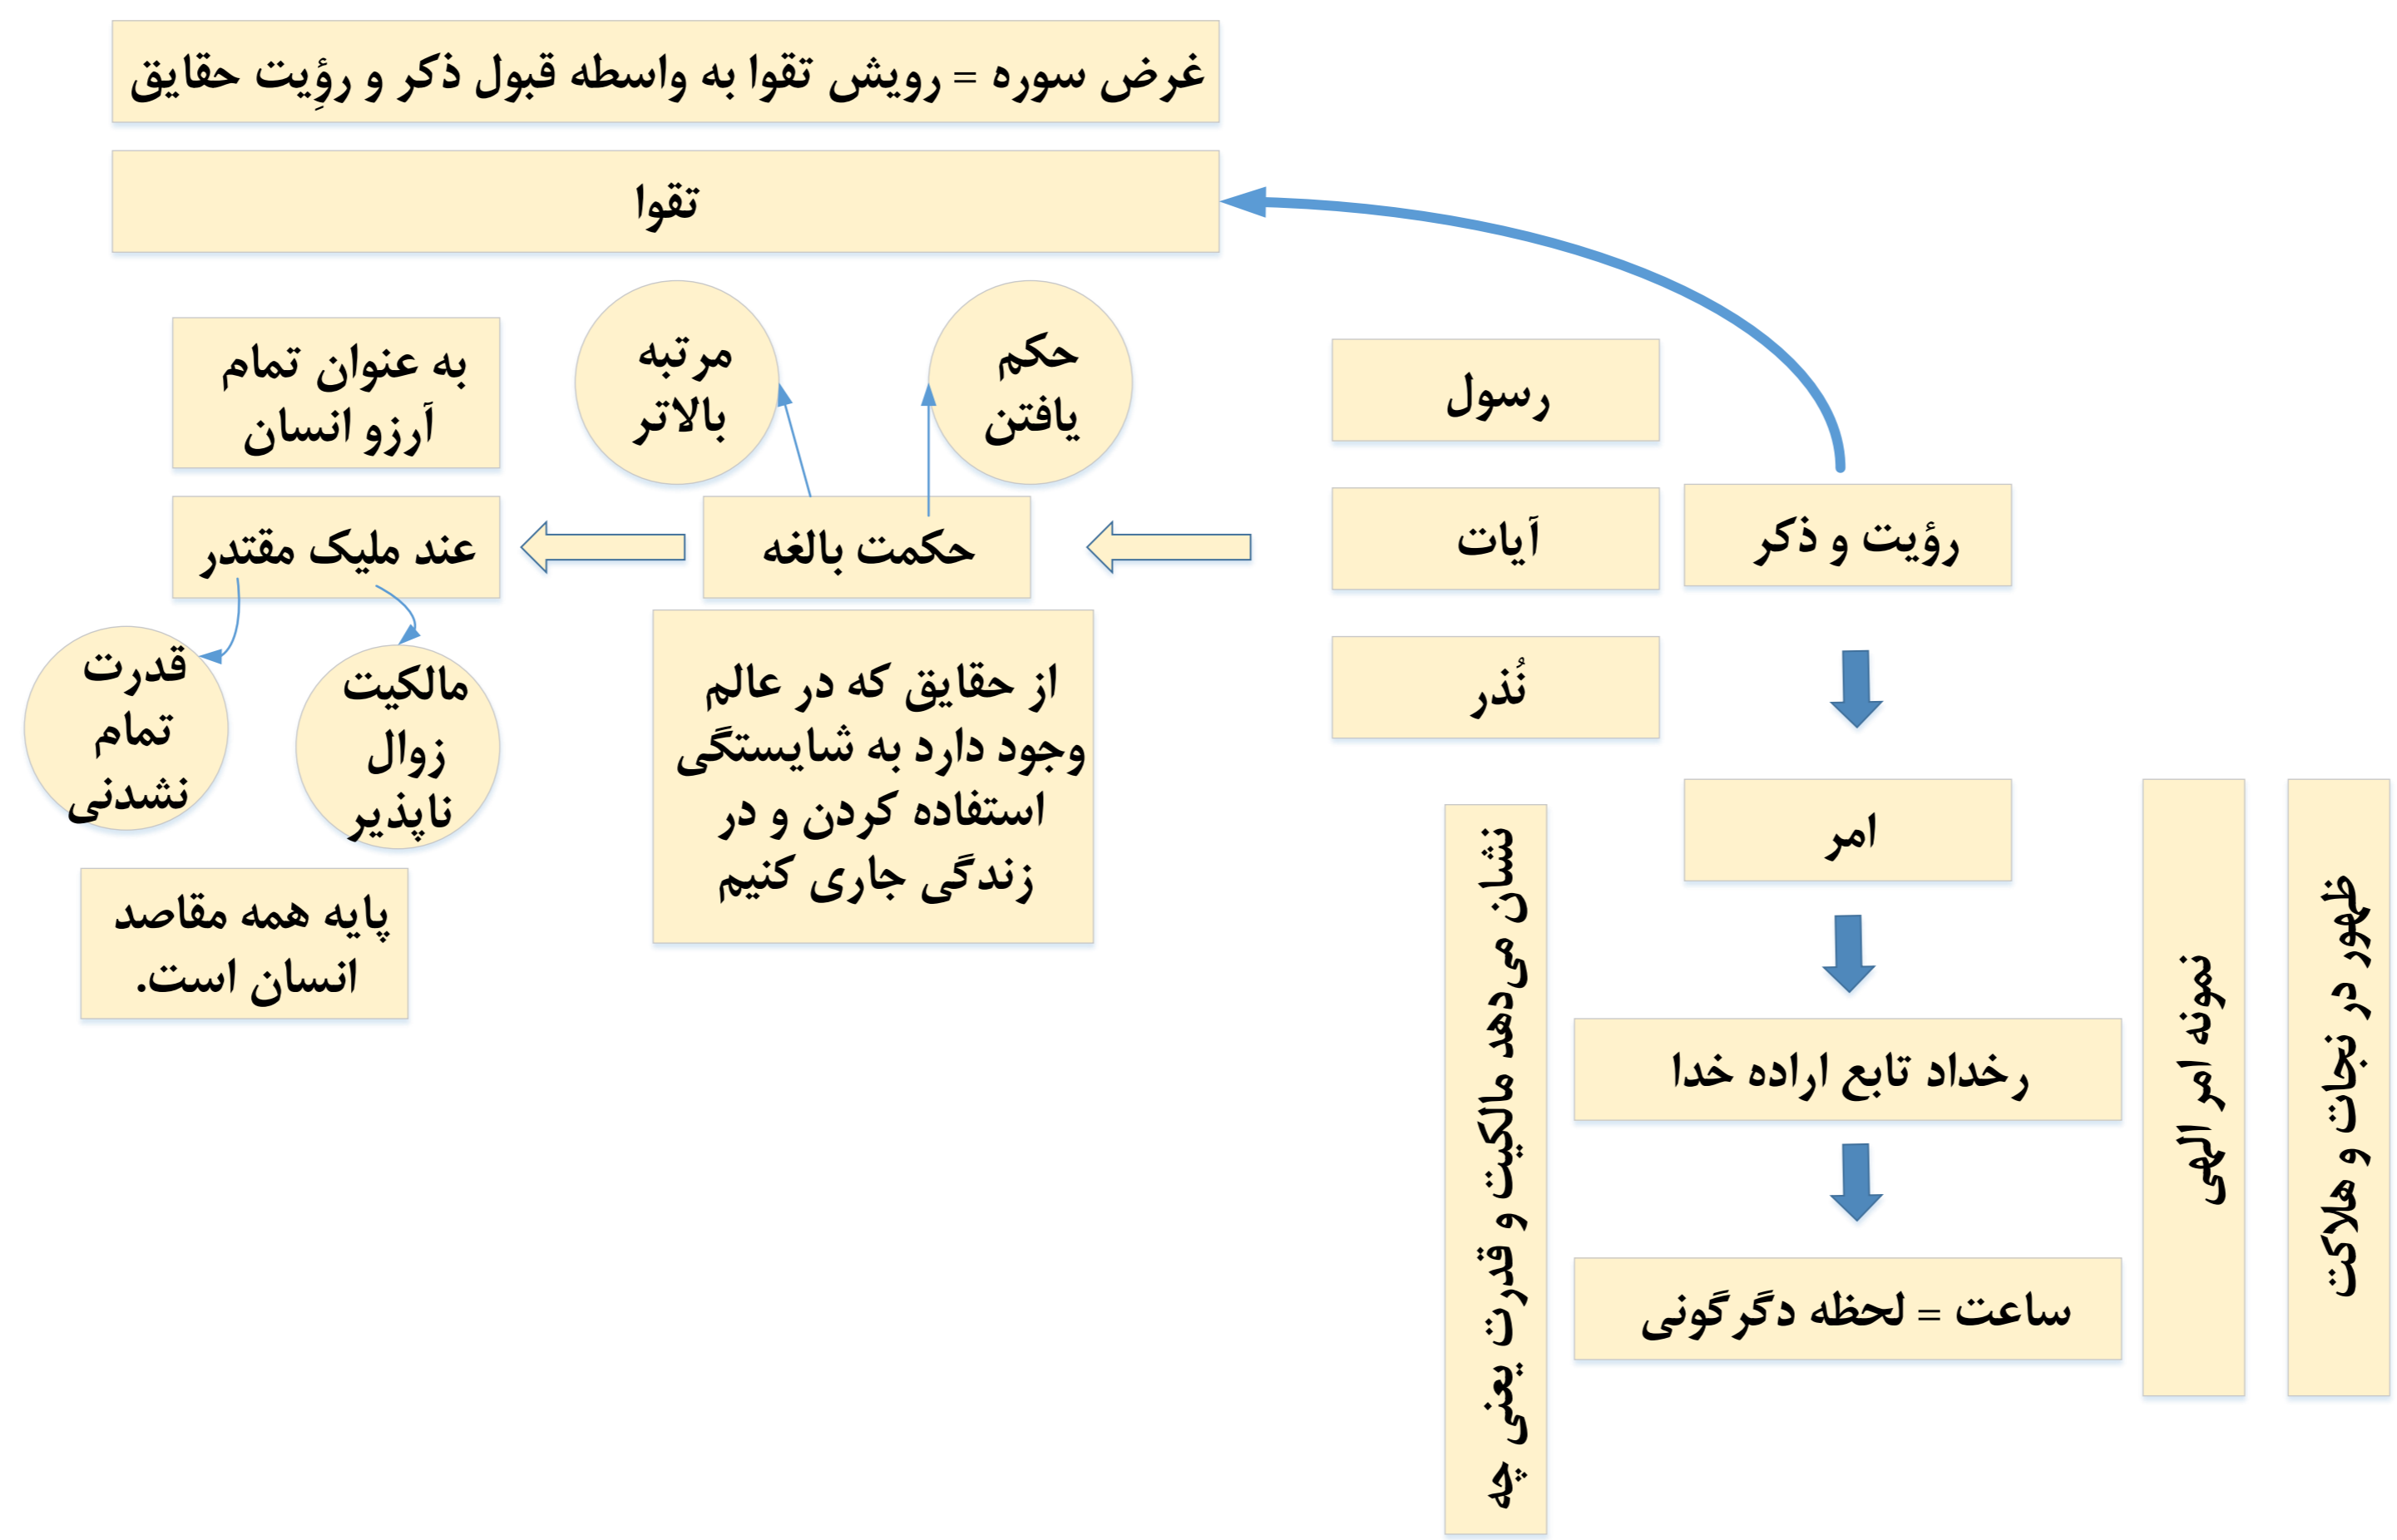 غرض سوره = رویش تقوا به واسطه قبول ذکر و رؤِیت حقایق
تقوا
رسول
آیات
نُذر
رؤیت و ذکر
حکم
یافتن
مرتبه
بالاتر
حکمت بالغه
از حقایق که در عالم
وجود دارد به شایستگی
استفاده کردن و در
زندگی جاری کنیم
به عنوان تمام
آرزو انسان
عند ملیک مقتدر
مالکیت
زوال
ناپذیر
قدرت
تمام
نشدنی
پایه همه مقاصد
انسان است.
امر
رخداد تابع اراده خدا
ساعت = لحظه دگرگونی
ظهور در نجات و هلاکت
نمونه امر الهی
نشان می‌دهد مالکیت و قدرت یعنی چه